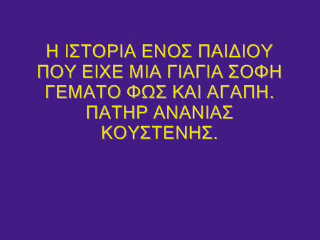 Η ΙΣΤΟΡΙΑ ΕΝΟΣ ΠΑΙΔΙΟΥ
ΠΟΥ ΕΙΧΕ ΜΙΑ ΓΙΑΓΙΑ ΣΟΦΗ
ΓΕΜΑΤΟ ΦΩΣ ΚΑΙ ΑΓΑΠΗ.
ΠΑΤΗΡ ΑΝΑΝΙΑΣ
ΚΟΥΣΤΕΝΗΣ.